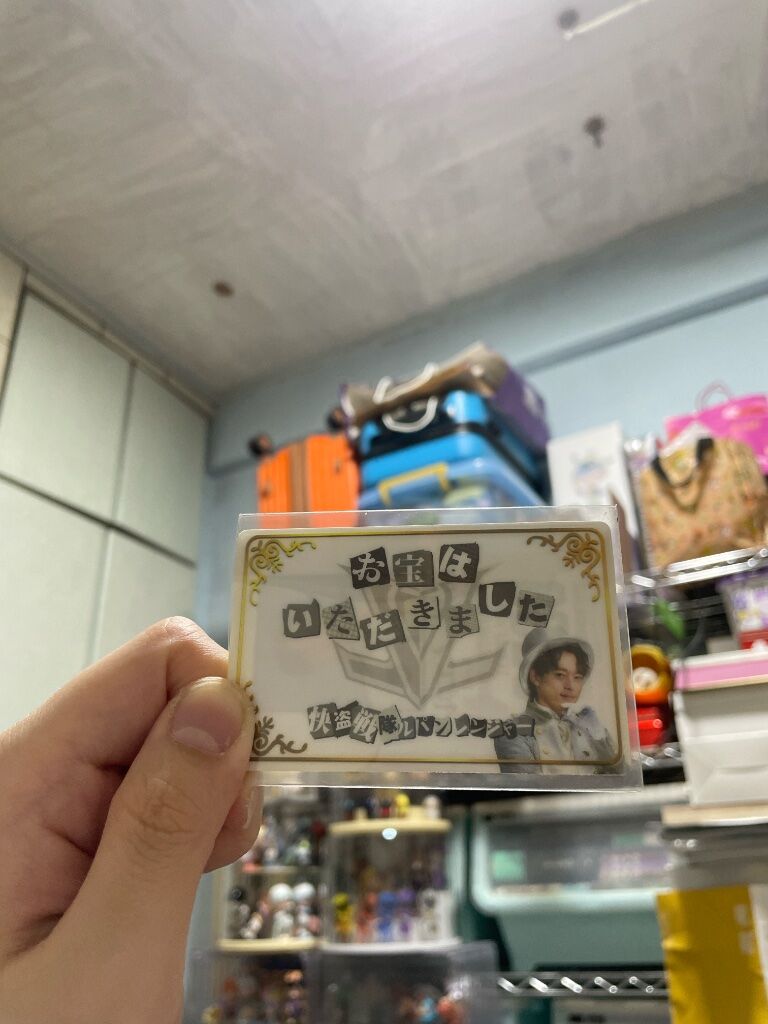 お宝は
いただきました
快盗戦隊ルパンレンジャー